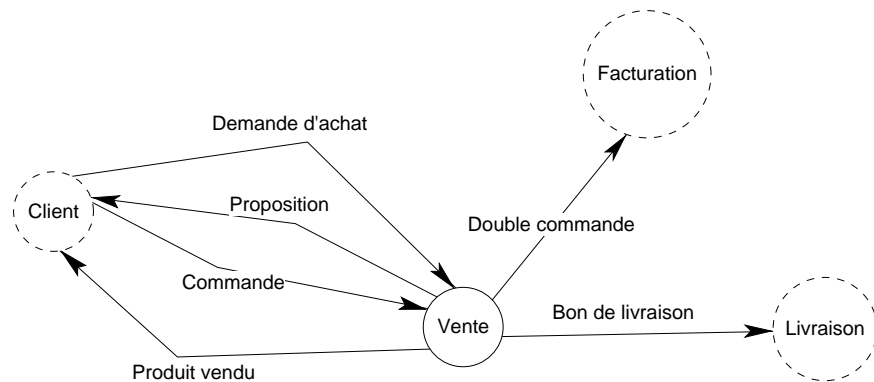 Facturation
Demande d'achat
Client
Proposition
Double commande
Commande
Bon de livraison
Vente
Livraison
Produit vendu